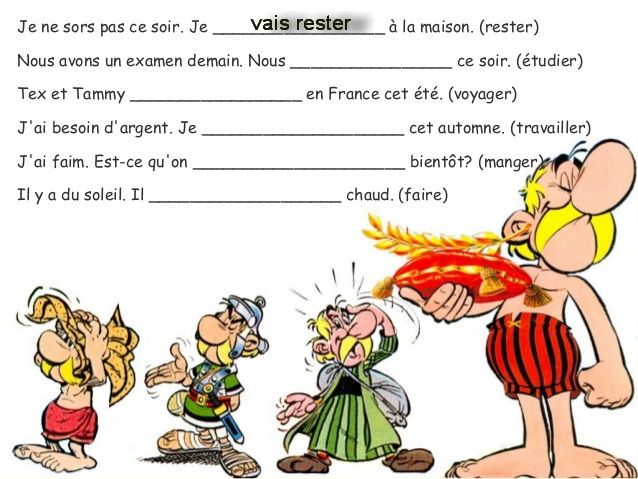 Je ne sors pas ce soir. Je ________________ vais rester à la maison. (rester)
Nous avons un examen demain. Nous ________________ ce soir. (étudier)
Tex et Tammy _________________ en France cet été. (voyager)
J'ai besoin d'argent. Je ____________________ cet automne. (travailler)
J'ai faim. Est-ce qu'on _____________________ bientôt? (manger)
Il y a du soleil. Il ___________________ chaud. (faire)